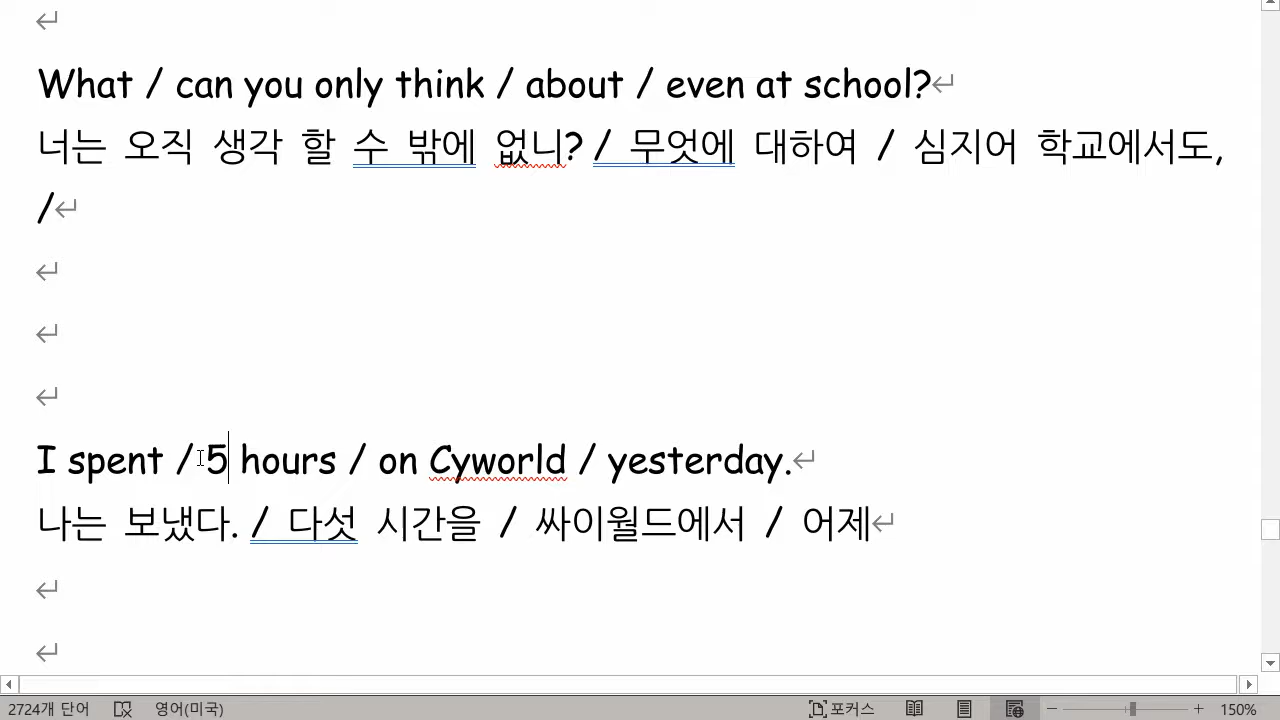 What / can you only think / about / even at school?
너는 오직 생각 할 수 밖에 없니? / 무엇에 대하여 / 심지어 학교에서도,
/
I spent / 5 hours / on Cyworld / yesterday.
나는 보냈다. / 다섯 시간을 / 싸이월드에서 / 어제
2724개 단어 영어(미국) 포커스 150%